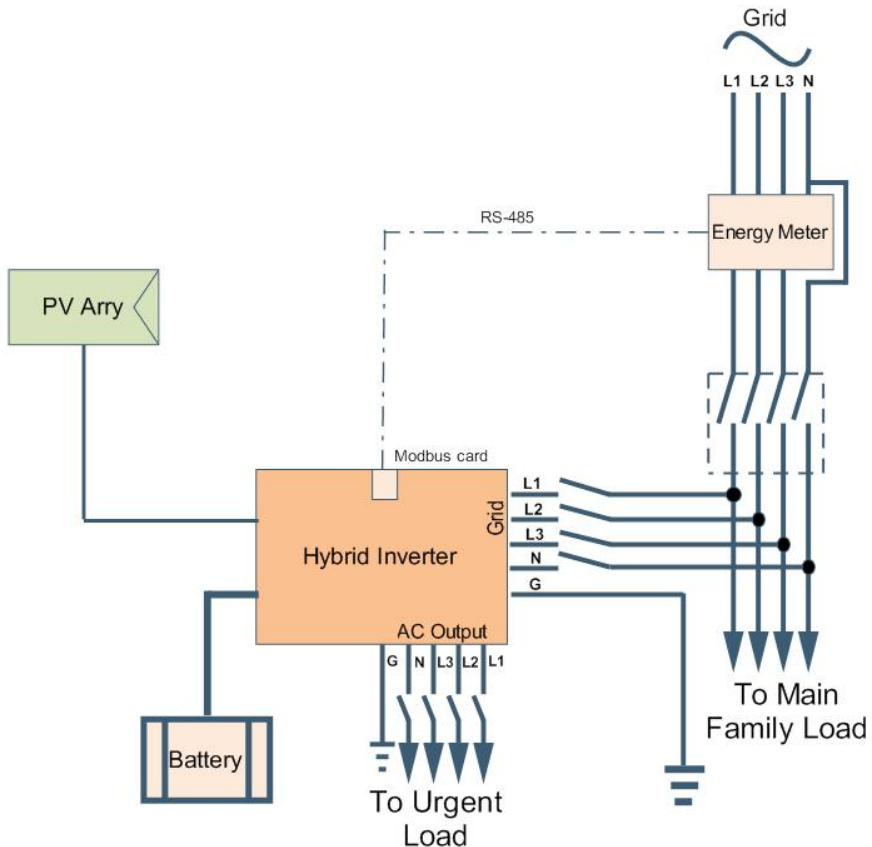 Grid
L1 L2 L3 N
RS-485
Energy Meter
PV Arry
Modbus card
L1
L2
L3
N
G
Grid
Hybrid Inverter
AC Output
G N L3 L2 L1
To Main
Family Load
Battery
To Urgent
Load